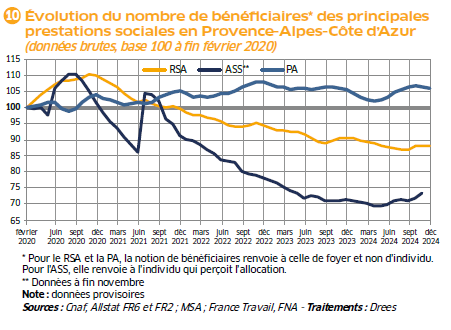 10 Évolution du nombre de bénéficiaires* des principales
prestations sociales en Provence-Alpes-Côte d'Azur
(données brutes, base 100 à fin février 2020)
RSA ASS** PA
115
110
105
100
95
90
85
80
75
70
65
février 2020
juin 2020
sept. 2020
déc. 2020
mars 2021
juin 2021
sept. 2021
déc. 2021
mars 2022
juin 2022
sept. 2022
déc. 2022
mars 2023
juin 2023
sept. 2023
déc. 2023
mars 2024
juin 2024
sept. 2024
déc. 2024
* Pour le RSA et la PA, la notion de bénéficiaires renvoie à celle de foyer et non d'individu.
Pour l'ASS, elle renvoie à l'individu qui perçoit l'allocation.
** Données à fin novembre
Note : données provisoires
Sources : Cnaf, Allstat FR6 et FR2 ; MSA ; France Travail, FNA - Traitements : Drees